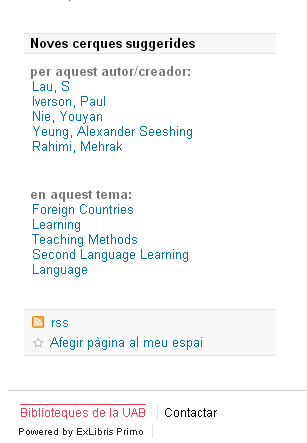 Noves cerques suggerides
per aquest autor/creador:
Lau, S
Iverson, Paul
Nie, Youyan
Yeung, Alexander Seeshing
Rahimi, Mehrak
en aquest tema:
Foreign Countries
Learning
Teaching Methods
Second Language Learning
Language
rss
Afegir pàgina al meu espai
Biblioteques de la UAB
Contactar
Powered by ExLibris Primo